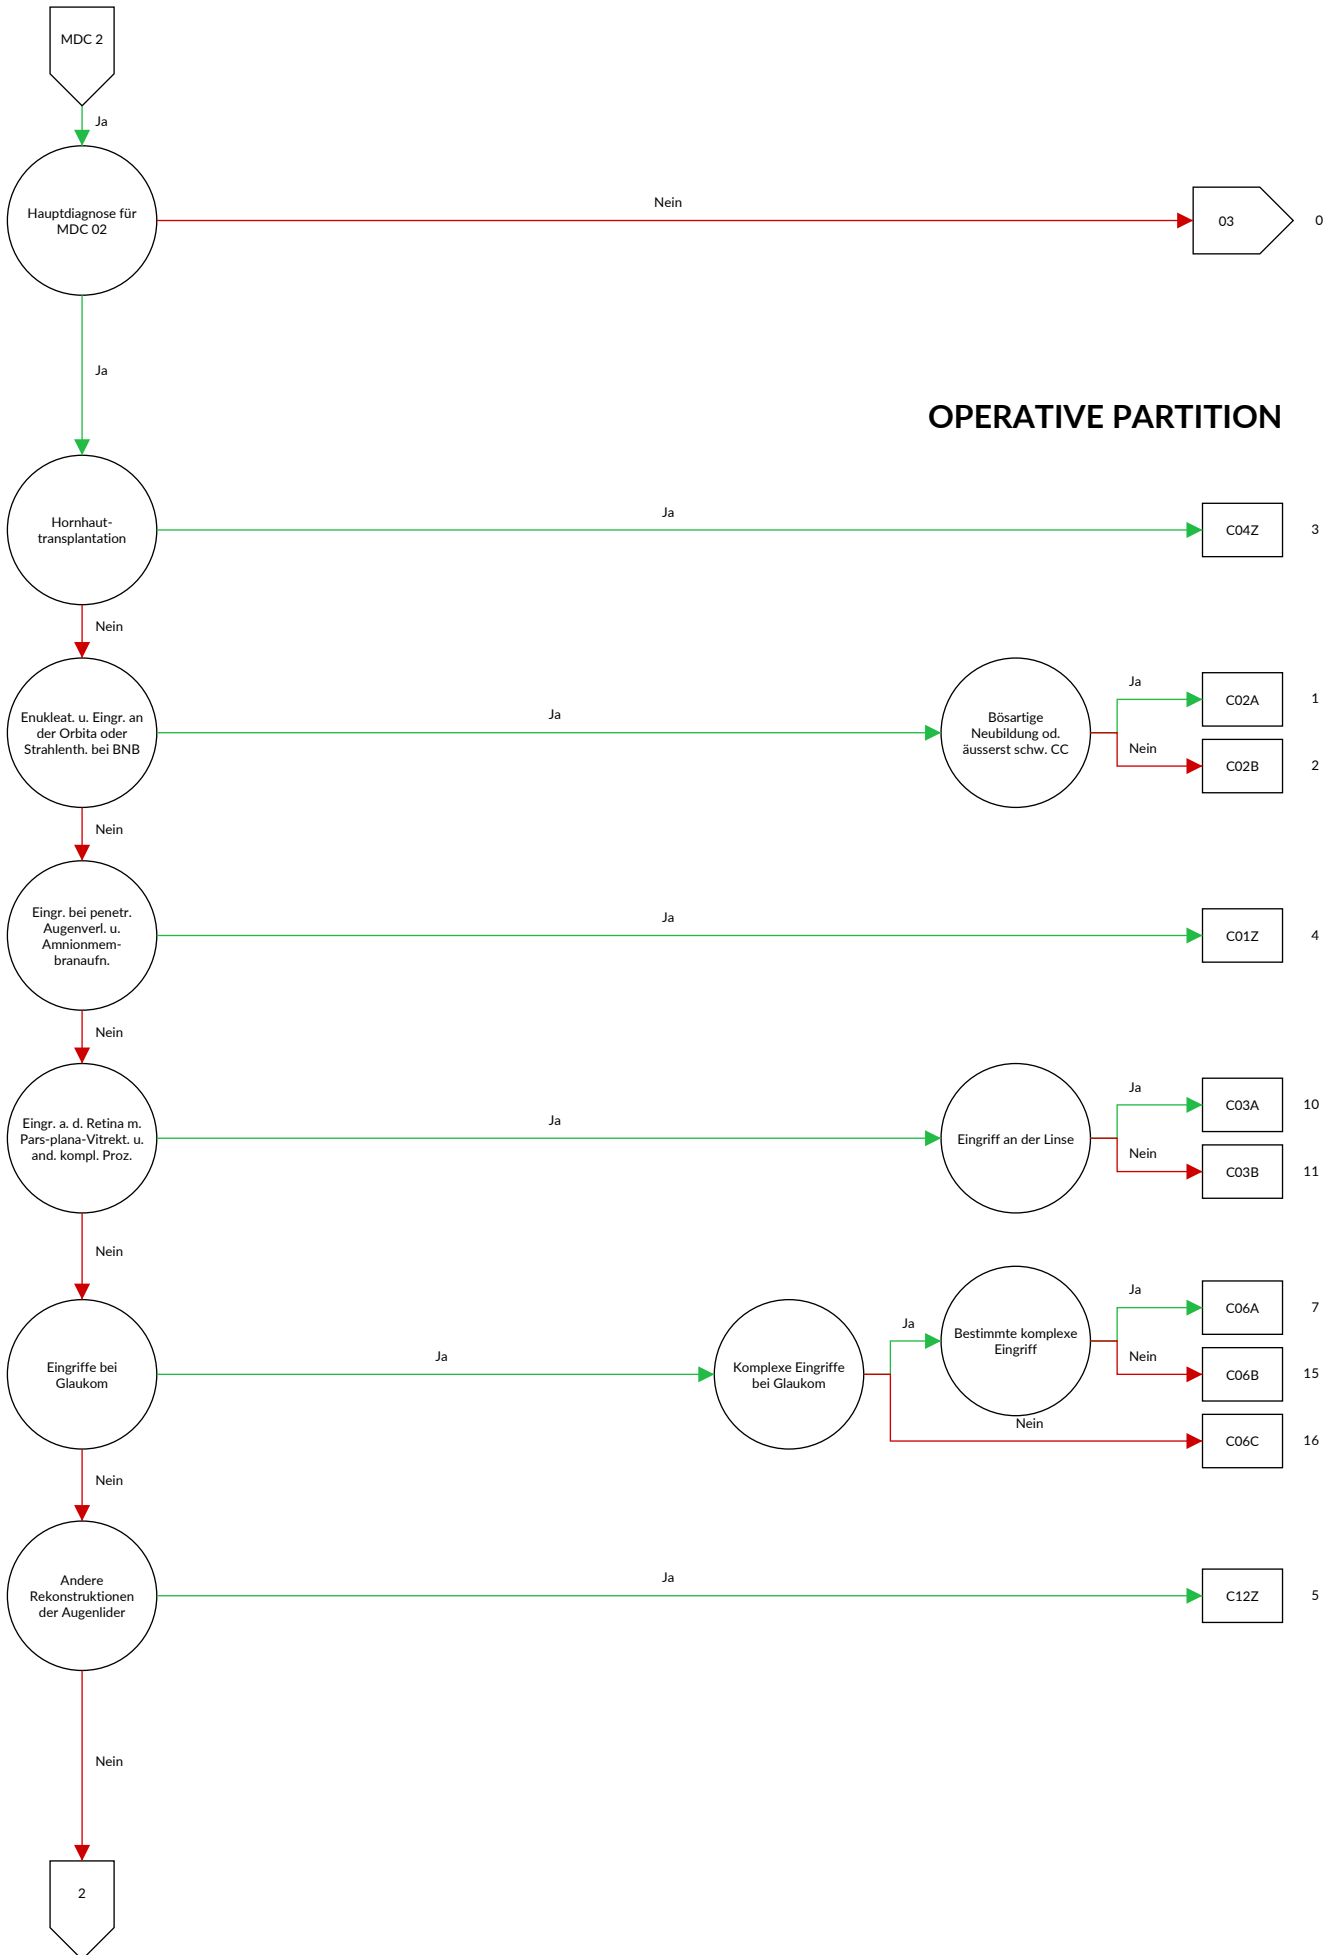 MDC 2
Ja
Hauptdiagnose für
MDC 02
Nein
03
0
Ja
OPERATIVE PARTITION
Hornhaut-
transplantation
Ja
C04Z
3
Nein
Enukleat. u. Eingr. an
der Orbita oder
Strahlenth. bei BNB
Ja
Bösartige
Neubildung od.
äusserst schw. CC
Ja
C02A
1
Nein
C02B
2
Nein
Eingr. bei penetr.
Augenverl. u.
Amnionmem-
branaufn.
Ja
C01Z
4
Nein
Eingr. a. d. Retina m.
Pars-plana-Vitrekt. u.
and. kompl. Proz.
Ja
Eingriff an der Linse
Ja
C03A
10
Nein
C03B
11
Nein
Eingriffe bei
Glaukom
Ja
Komplexe Eingriffe
bei Glaukom
Ja
Bestimmte komplexe
Eingriff
Ja
C06A
7
Nein
C06B
15
Nein
C06C
16
Nein
Andere
Rekonstruktionen
der Augenlider
Ja
C12Z
5
Nein
2